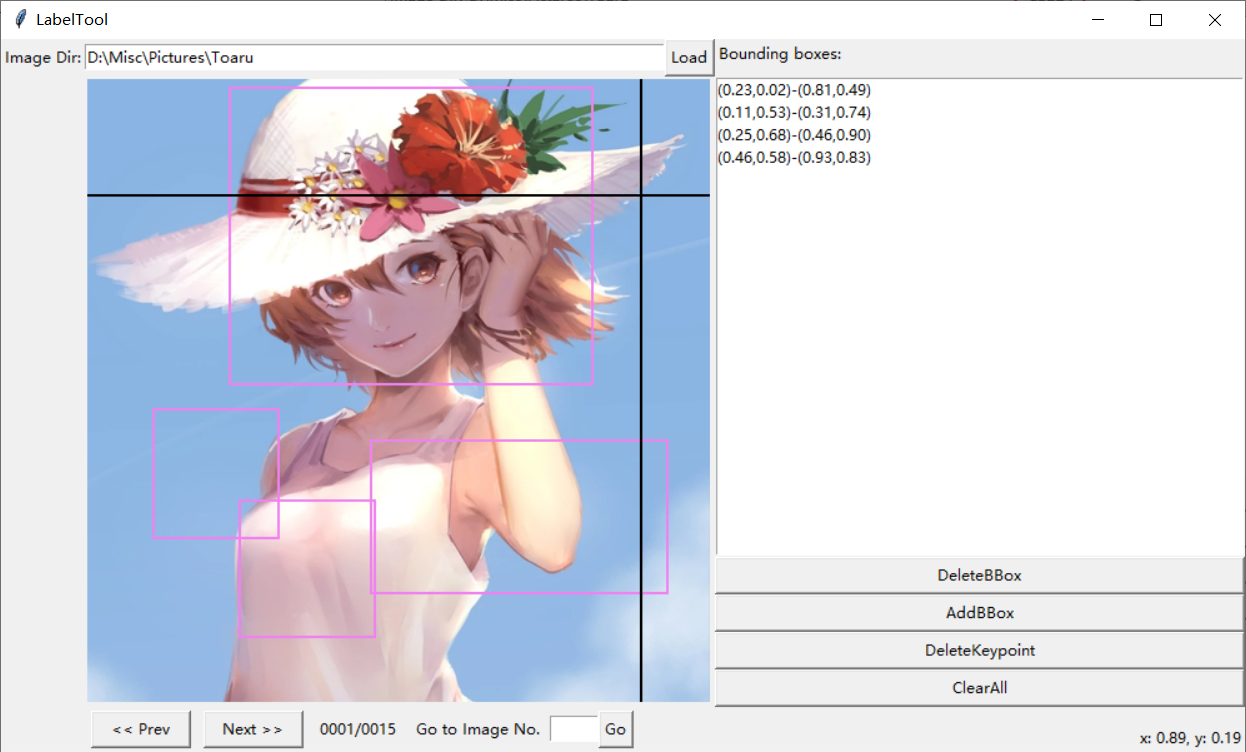 LabelTool
Image Dir: D:\Misc\Pictures\Toaru Load
Bounding boxes:
(0.23,0.02)-(0.81,0.49)
(0.11,0.53)-(0.31,0.74)
(0.25,0.68)-(0.46,0.90)
(0.46,0.58)-(0.93,0.83)
DeleteBBox
AddBBox
DeleteKeypoint
ClearAll
<< Prev Next >> 0001/0015 Go to Image No. Go
x: 0.89, y: 0.19